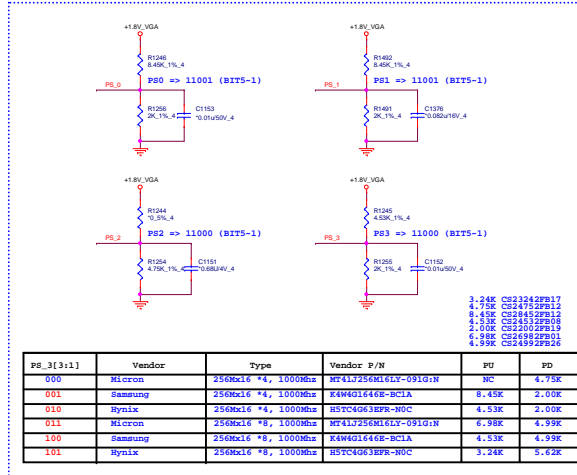 +1.8V_VGA
R1246
8.45K_1%_4
PS0 => 11001 (BIT5-1)
PS_0
R1256
2K_1%_4
C1153
*0.01u/50V_4
+1.8V_VGA
R1492
8.45K_1%_4
PS1 => 11001 (BIT5-1)
PS_1
R1491
2K_1%_4
C1376
*0.082u/16V_4
+1.8V_VGA
R1244
*0_5%_4
PS2 => 11000 (BIT5-1)
PS_2
R1254
4.75K_1%_4
C1151
*0.68U/4V_4
+1.8V_VGA
R1245
4.53K_1%_4
PS3 => 11000 (BIT5-1)
PS_3
R1255
2K_1%_4
C1152
*0.01u/50V_4
3.24K CS23242FB17
4.75K CS24752FB12
8.45K CS28452FB12
4.53K CS24532FB08
2.00K CS22002FB19
6.98K CS26982FB01
4.99K CS24992FB26
PS_3[3:1] Vendor Type Vendor P/N PU PD
000 Micron 256Mx16 *4, 1000Mhz MT41J256M16LY-091G:N NC 4.75K
001 Samsung 256Mx16 *4, 1000Mhz K4W4G1646E-BC1A 8.45K 2.00K
010 Hynix 256Mx16 *4, 1000Mhz H5TC4G63EFR-N0C 4.53K 2.00K
011 Micron 256Mx16 *8, 1000Mhz MT41J256M16LY-091G:N 6.98K 4.99K
100 Samsung 256Mx16 *8, 1000Mhz K4W4G1646E-BC1A 4.53K 4.99K
101 Hynix 256Mx16 *8, 1000Mhz H5TC4G63EFR-N0C 3.24K 5.62K